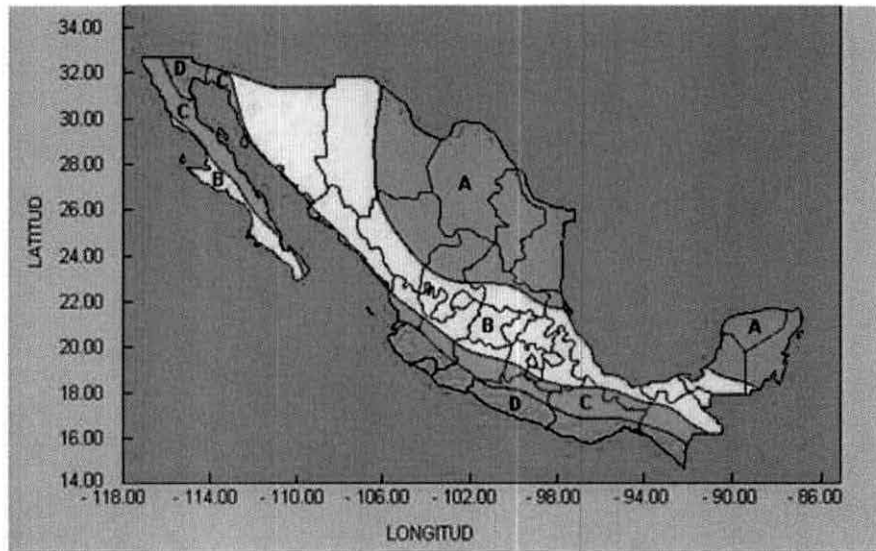 34.00
32.00
30.00
28.00
26.00
24.00
22.00
20.00
18.00
16.00
14.00
LATITUD
D
C
C
B
A
B
A
C
D
- 118.00 - 114.00 - 110.00 - 106.00 - 102.00 - 98.00 - 94.00 - 90.00 - 86.00
LONGITUD